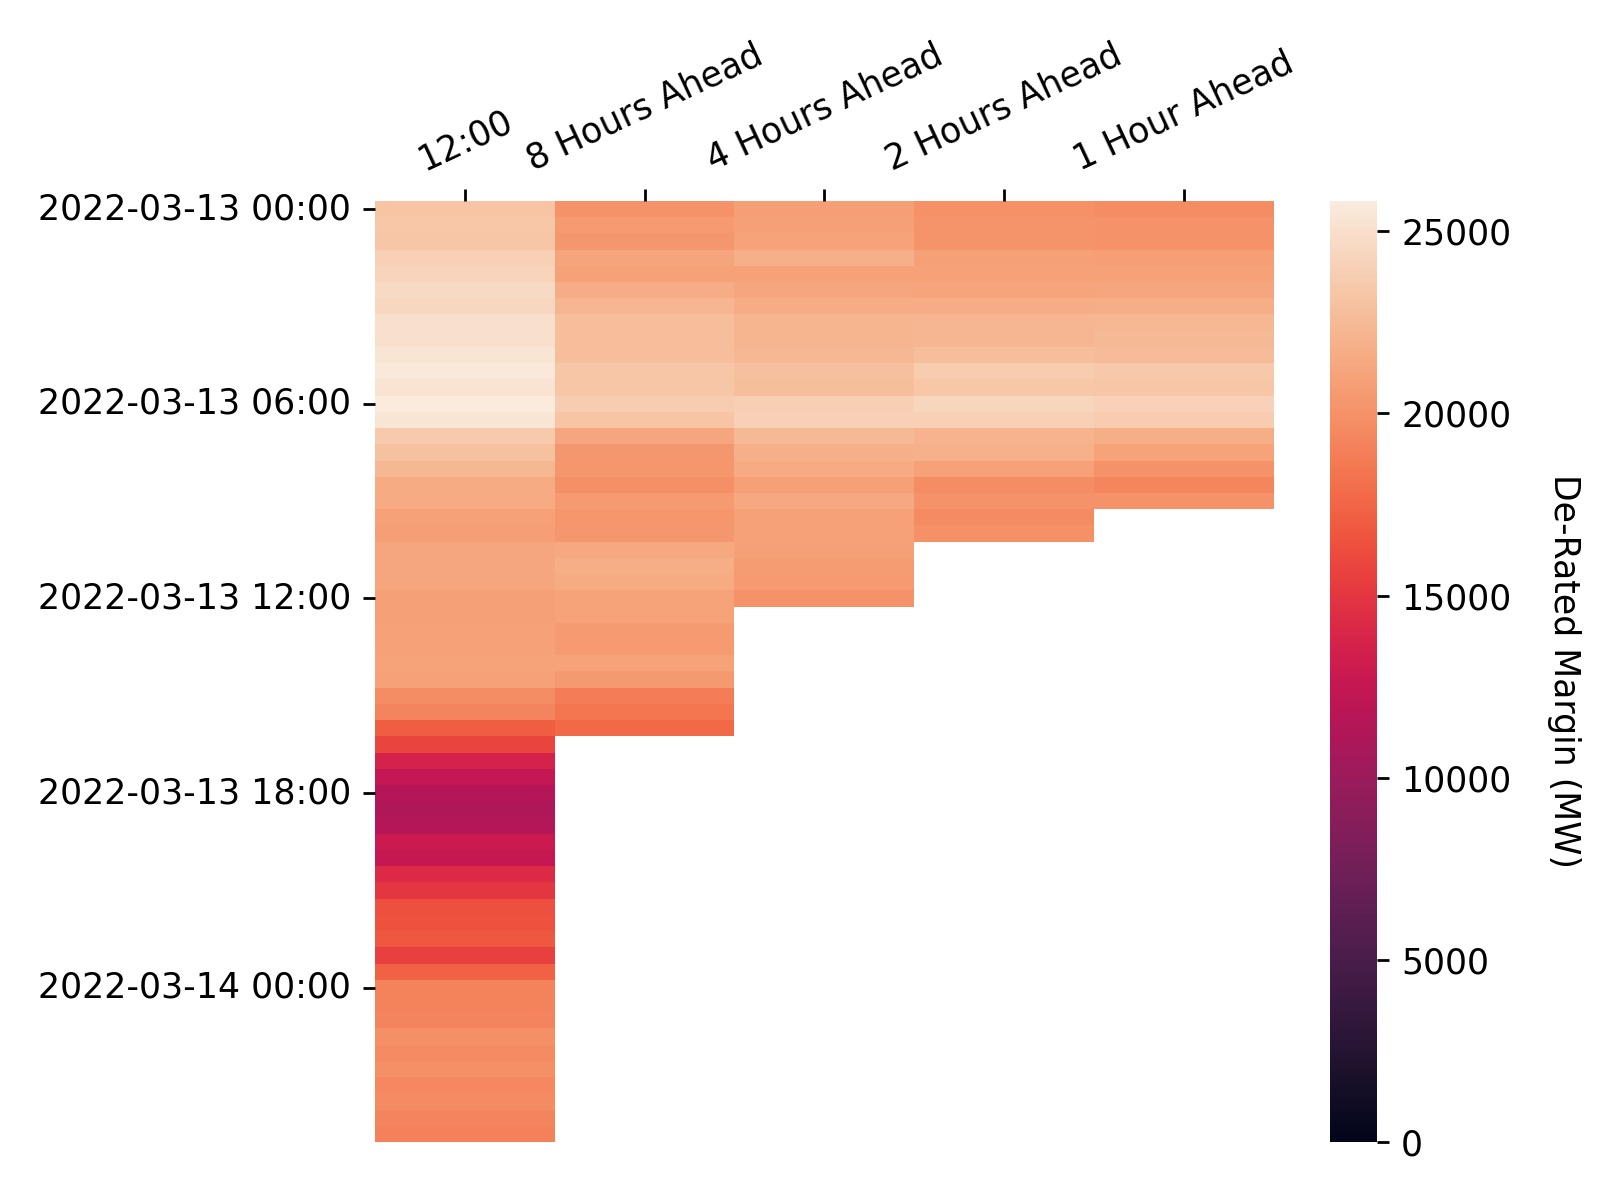 12:00
8 Hours Ahead
4 Hours Ahead
2 Hours Ahead
1 Hour Ahead
2022-03-13 00:00
2022-03-13 06:00
2022-03-13 12:00
2022-03-13 18:00
2022-03-14 00:00
25000
20000
15000
10000
5000
0
De-Rated Margin (MW)